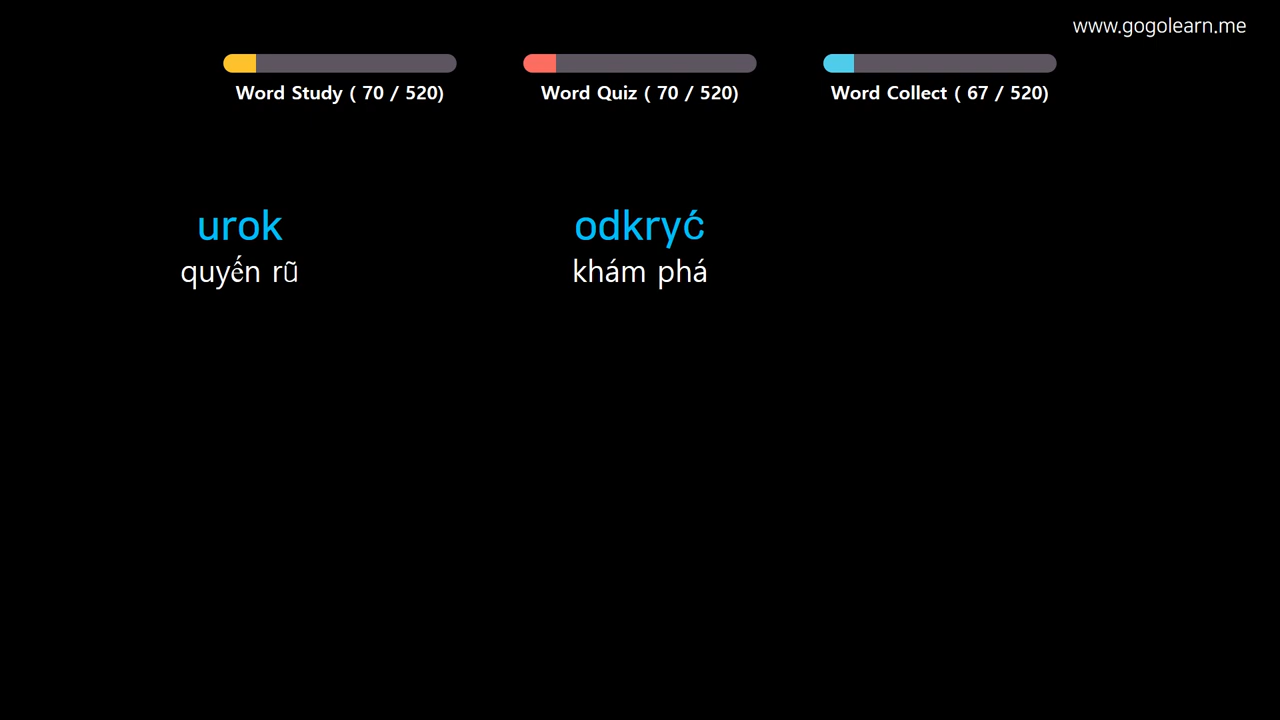 www.gogolearn.me
Word Study ( 70 / 520)
Word Quiz ( 70 / 520)
Word Collect ( 67 / 520)
urok
quyến rũ
odkryć
khám phá